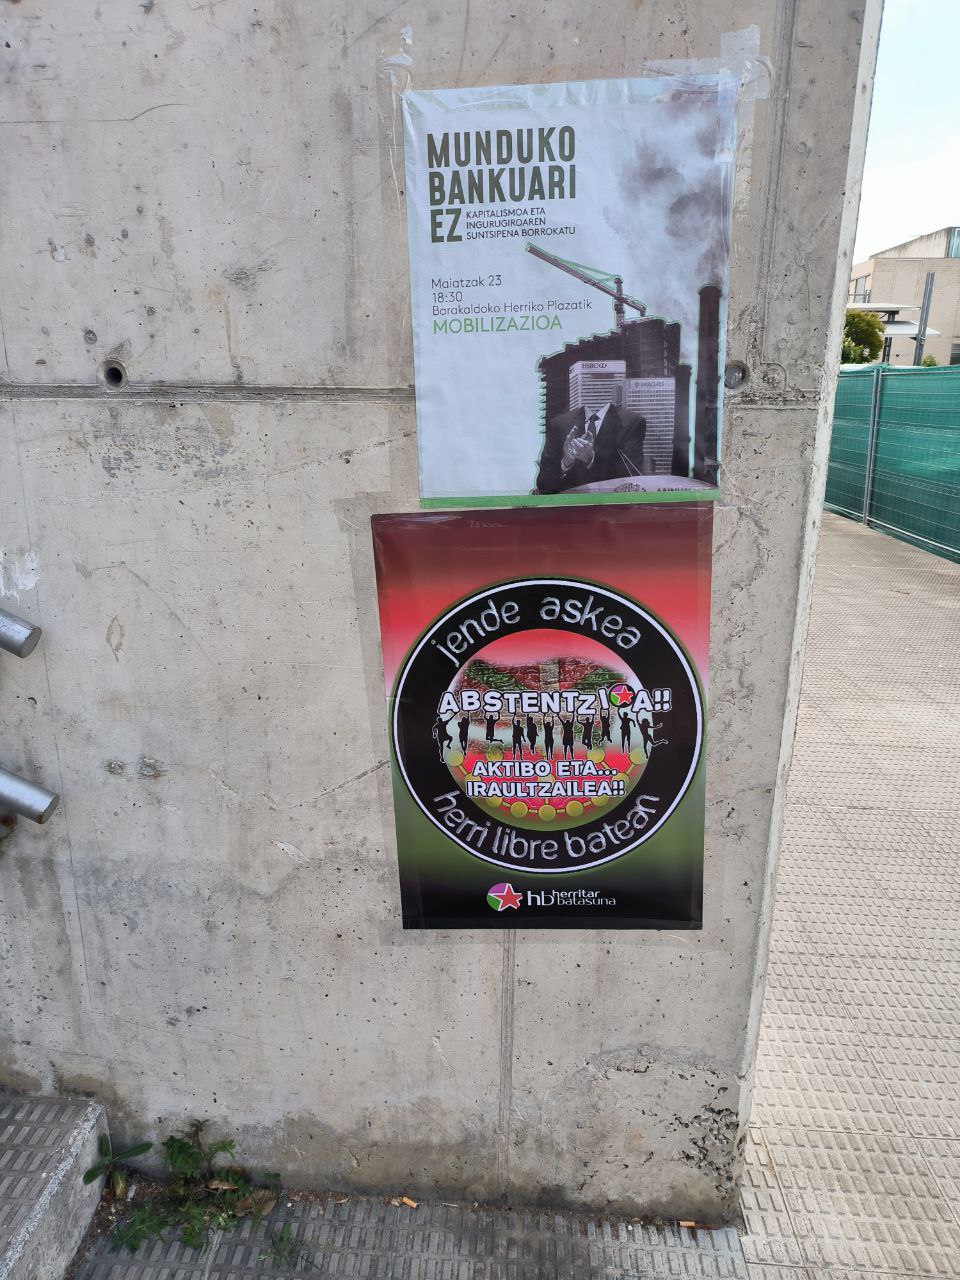 MUNDUKO
BANKUARI
EZ
KAPITALISMOA ETA
INGURUGIROAREN
SUNTSIPENA BORROKATU
Maiatzak 23
18:30
Barakaldoko Herriko Plazatik
MOBILIZAZIOA
HSBC
BARCLAYS
jende askea
ABSTENTZIOA!!
AKTIBO ETA...
IRAULTZAILEA!!
herri libre batean
hb herritar
batasuna